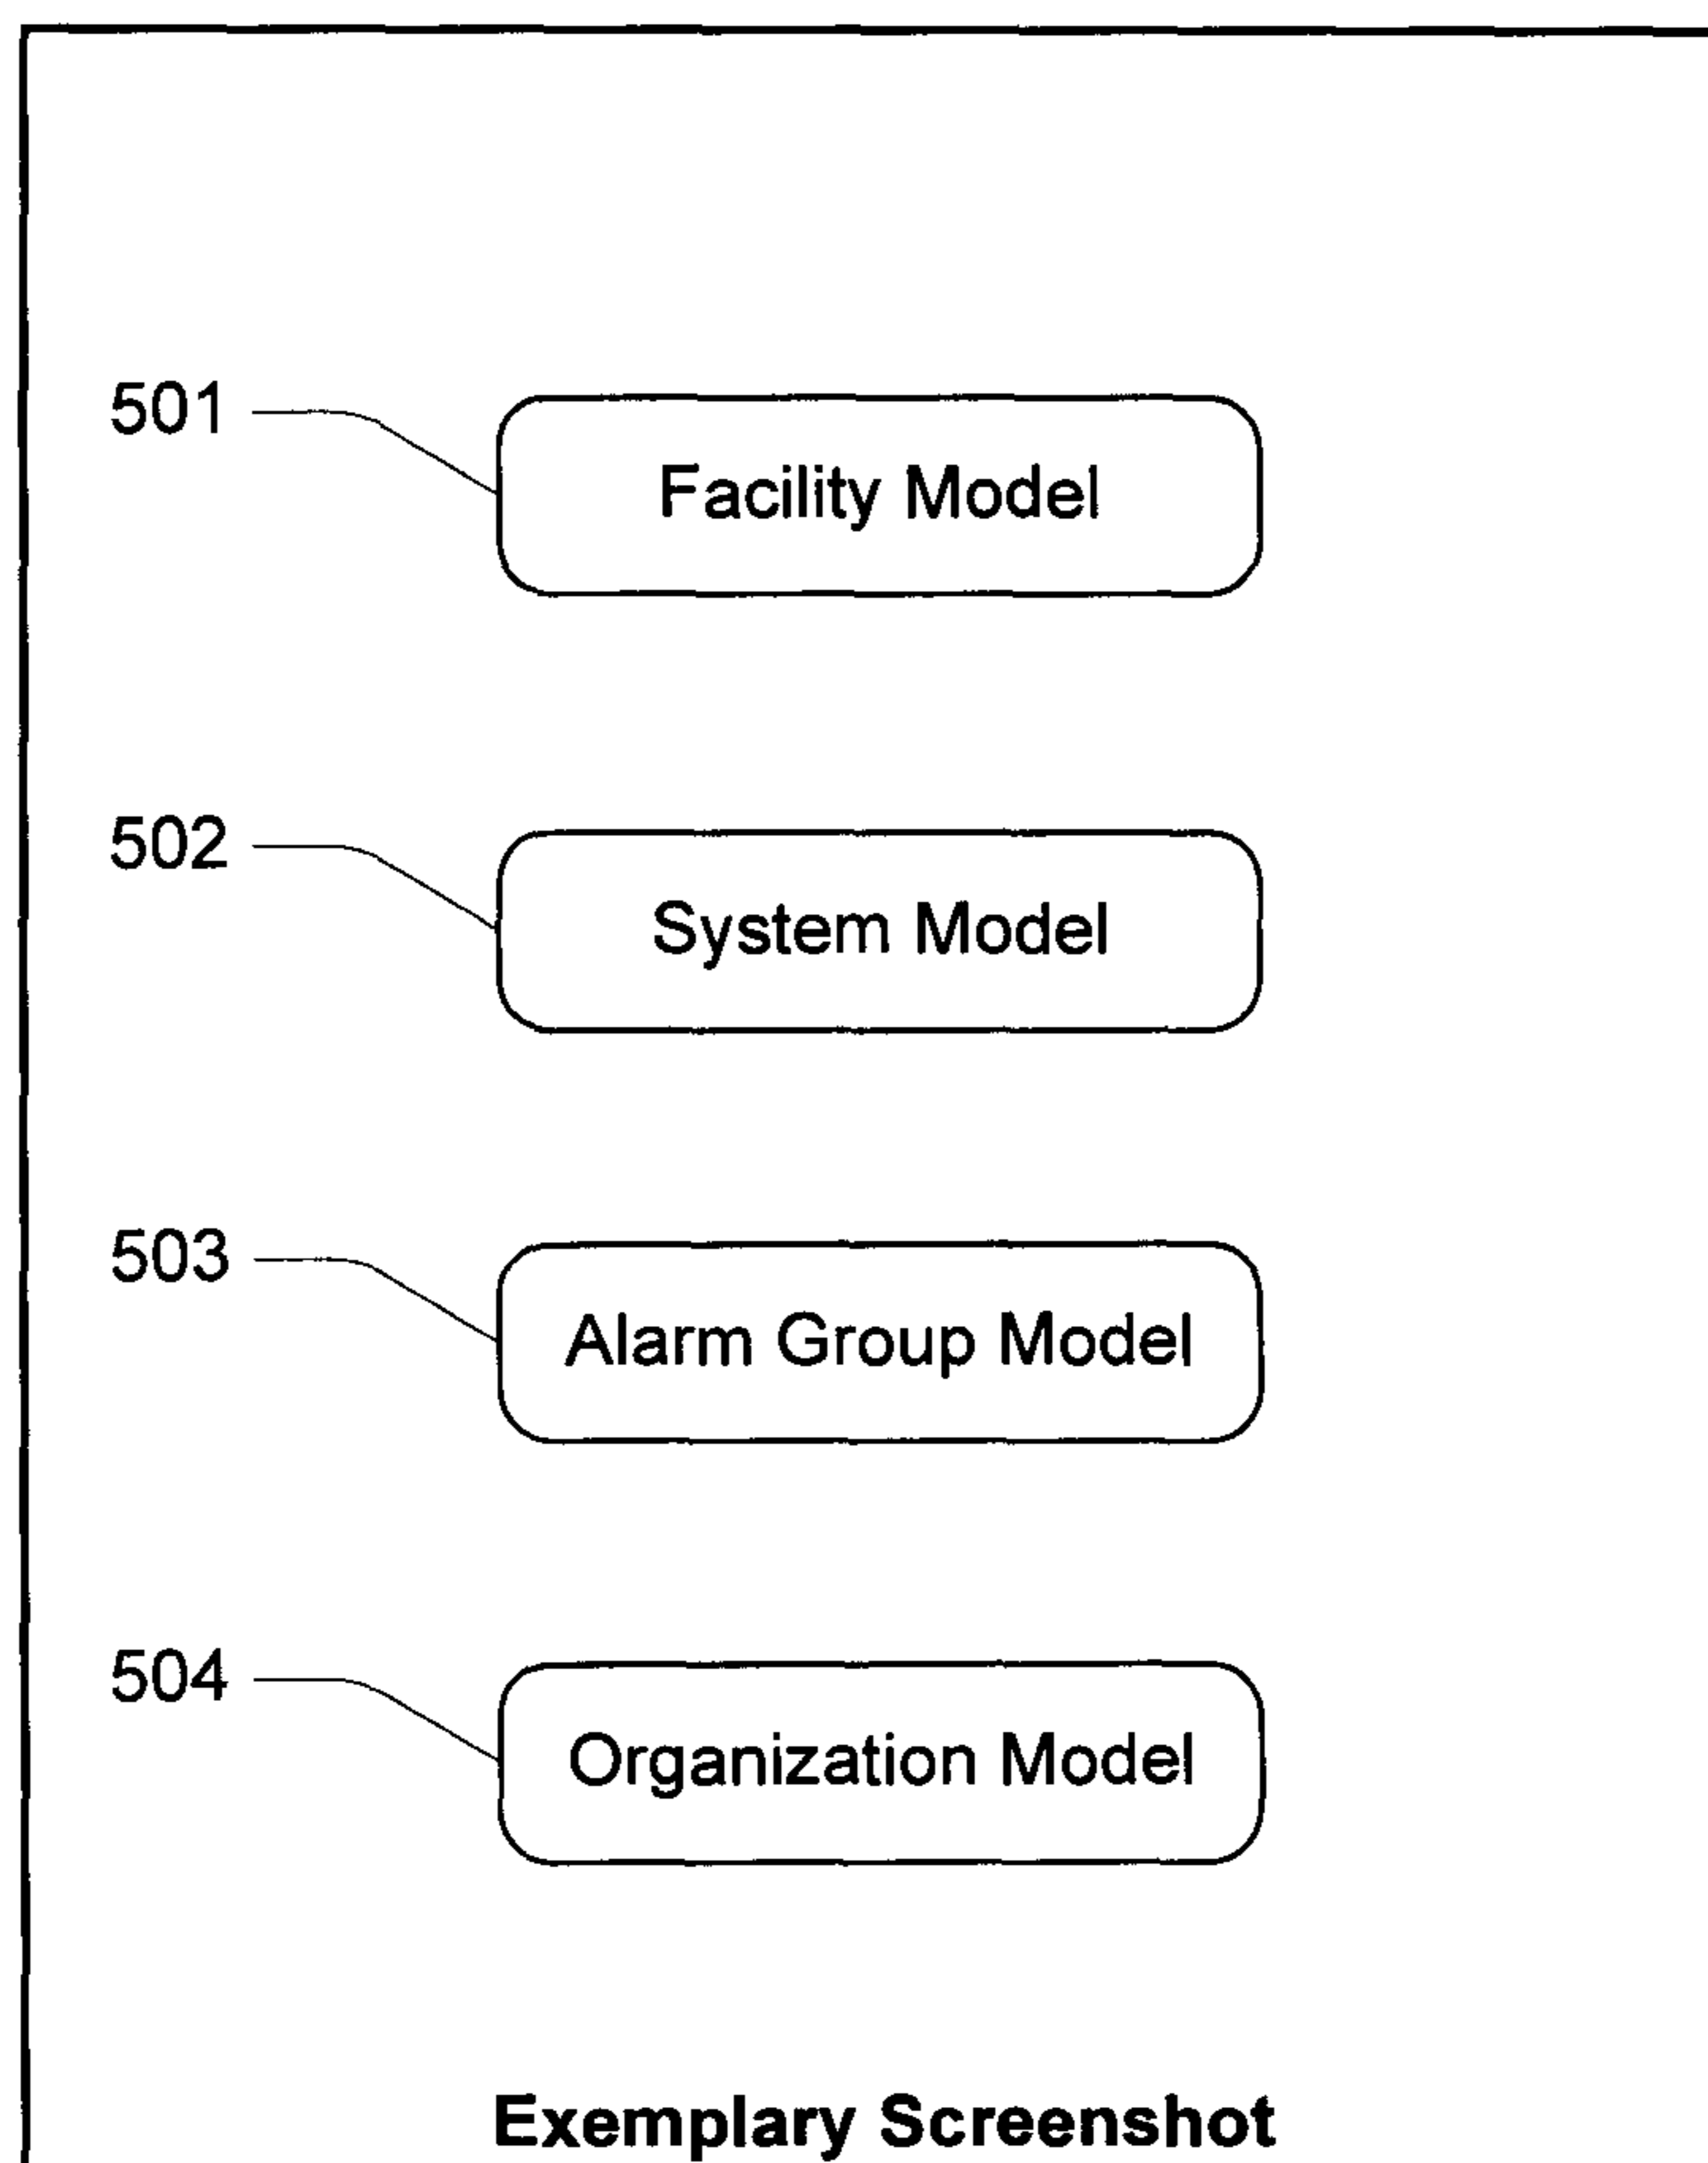 501
Facility Model
502
System Model
503
Alarm Group Model
504
Organization Model
Exemplary Screenshot